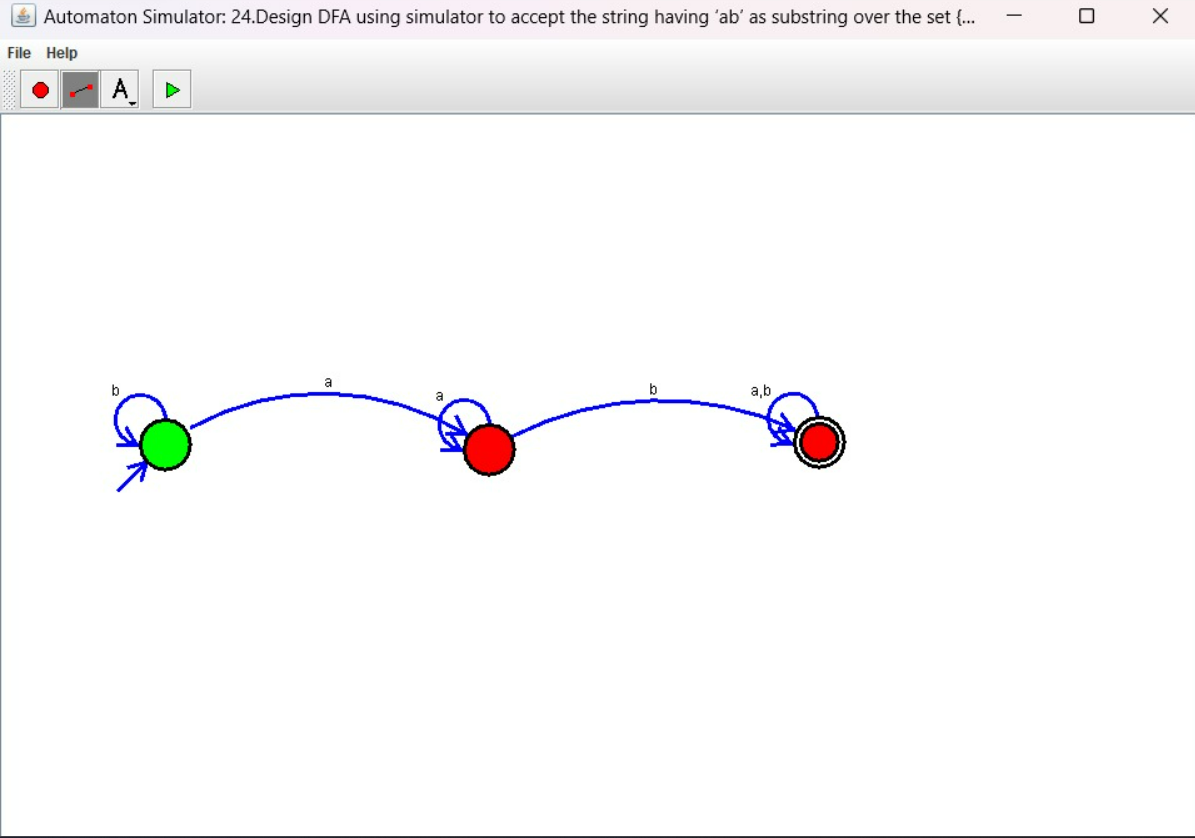 Automaton Simulator: 24.Design DFA using simulator to accept the string having ‘ab’ as substring over the set {...
File Help
A
b
a
a
b
a,b